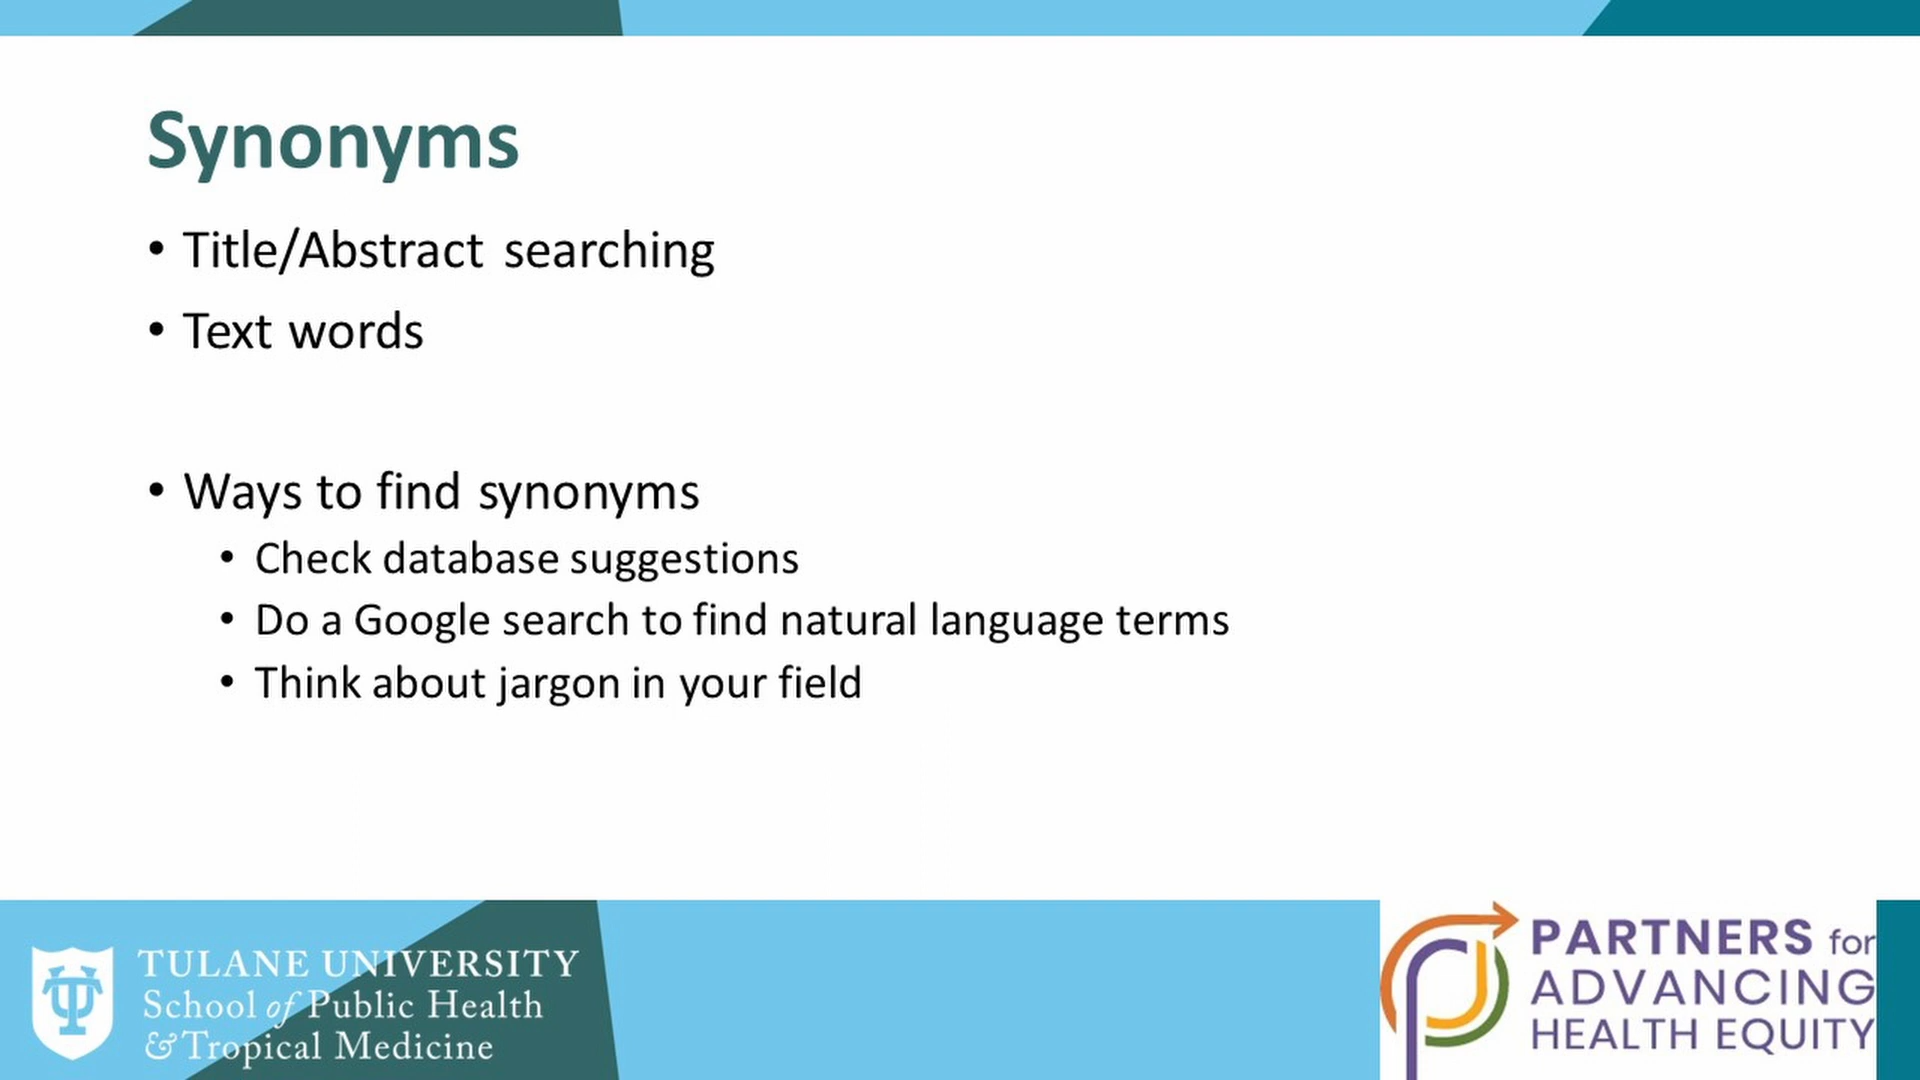 Synonyms
• Title/Abstract searching
• Text words
• Ways to find synonyms
• Check database suggestions
• Do a Google search to find natural language terms
• Think about jargon in your field
TULANE UNIVERSITY
School of Public Health
& Tropical Medicine
PARTNERS for
ADVANCING
HEALTH EQUITY